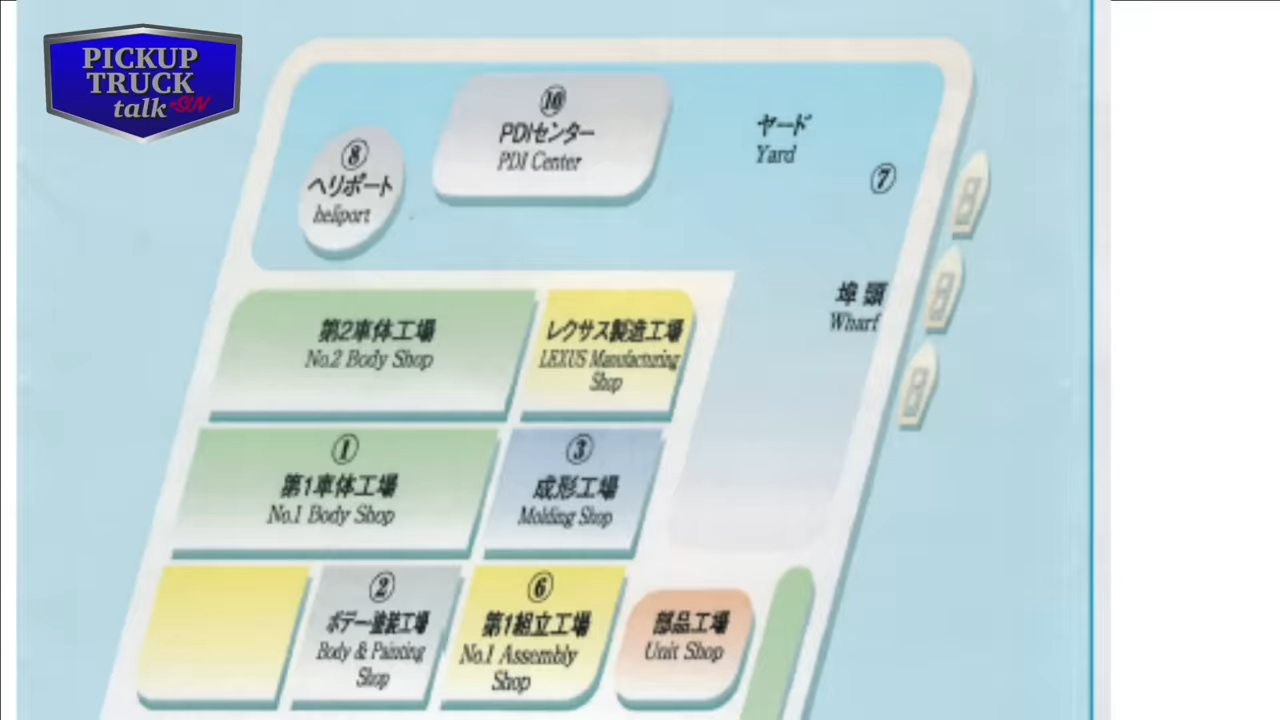 PICKUP
TRUCK
talk +SUV
⑩
PDIセンター
PDI Center
ヤード
Yard
⑦
⑧
ヘリポート
heliport
埠頭
Wharf
第2車体工場
No.2 Body Shop
レクサス製造工場
LEXUS Manufacturing
Shop
①
第1車体工場
No.1 Body Shop
③
成形工場
Molding Shop
②
ボデー塗装工場
Body & Painting
Shop
⑥
第1組立工場
No.1 Assembly
Shop
部品工場
Unit Shop